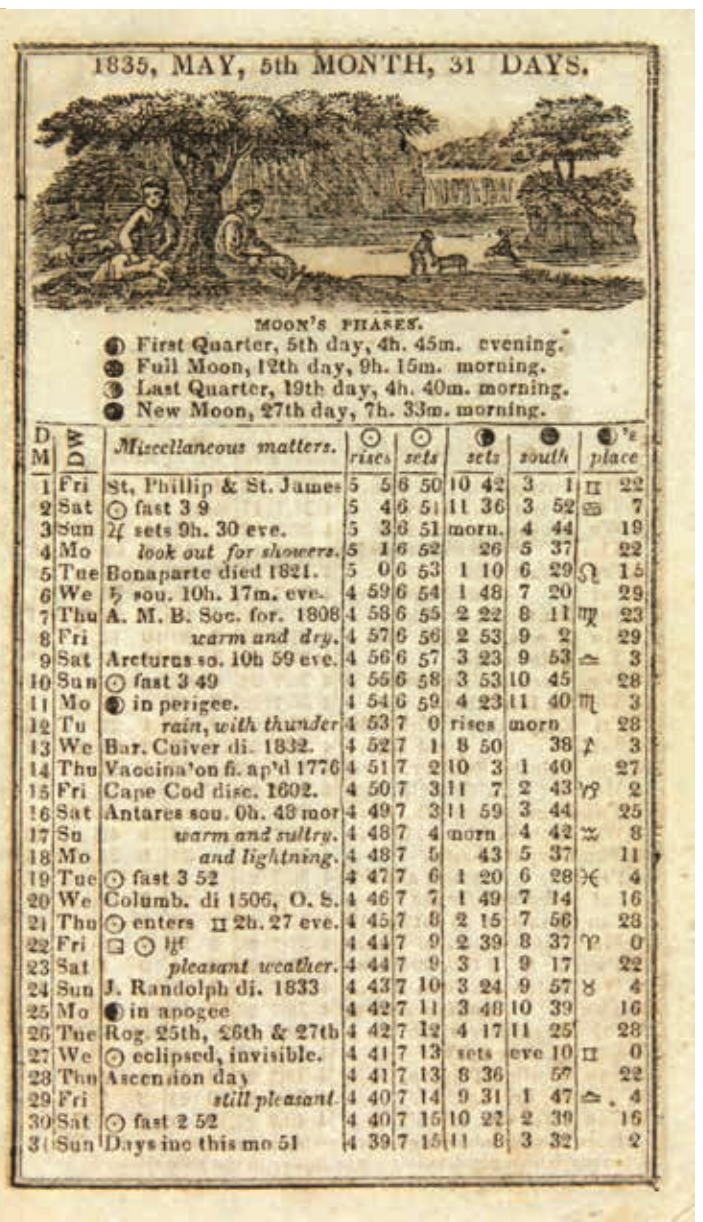 1835, MAY, 5th MONTH, 31 DAYS.
MOON'S PHASES.
First Quarter, 5th day, 4h. 45m. evening.
Full Moon, 12th day, 9h. 15m. morning.
Last Quarter, 19th day, 4h. 40m. morning.
New Moon, 27th day, 7h. 33m. morning.
D M DW Miscellaneous matters. ☉ rises ☉ sets sets south 's place
1 Fri St, Phillip & St. James 5 5 6 50 10 42 3 1 ♊ 22
2 Sat ☉ fast 3 9 5 4 6 51 11 36 3 52 ♋ 7
3 Sun ♃ sets 9h. 30 eve. 5 3 6 51 morn. 4 44 19
4 Mo look out for showers. 5 1 6 52 26 5 37 22
5 Tue Bonaparte died 1821. 5 0 6 53 1 10 6 29 ♌ 15
6 We ♄ sou. 10h. 17m. eve. 4 59 6 54 1 48 7 20 29
7 Thu A. M. B. Soc. for. 1808 4 58 6 55 2 22 8 11 ♍ 23
8 Fri warm and dry. 4 57 6 56 2 53 9 2 29
9 Sat Arcturus so. 10h 59 eve. 4 56 6 57 3 23 9 53 ♎ 3
10 Sun ☉ fast 3 49 4 55 6 58 3 53 10 45 28
11 Mo in perigee. 4 54 6 59 4 23 11 40 ♏ 3
12 Tu rain, with thunder 4 53 7 0 rises morn 28
13 We Bar. Cuiver di. 1832. 4 52 7 1 8 50 38 ♐ 3
14 Thu Vaccina'on fi. ap'd 1776 4 51 7 2 10 3 1 40 27
15 Fri Cape Cod disc. 1602. 4 50 7 3 11 7 2 43 ♑ 2
16 Sat Antares sou. 0h. 48 mor 4 49 7 3 11 59 3 44 25
17 Su warm and sultry. 4 48 7 4 morn 4 42 ♒ 8
18 Mo and lightning. 4 48 7 5 43 5 37 11
19 Tue ☉ fast 3 52 4 47 7 6 1 20 6 28 ♓ 4
20 We Columb. di 1506, O. S. 4 46 7 7 1 49 7 14 16
21 Thu ☉ enters ♊ 2h. 27 eve. 4 45 7 8 2 15 7 56 28
22 Fri □ ☉ 4 44 7 9 2 39 8 37 ♈ 0
23 Sat pleasant weather. 4 44 7 9 3 1 9 17 22
24 Sun J. Randolph di. 1833 4 43 7 10 3 24 9 57 ♉ 4
25 Mo in apogee 4 42 7 11 3 48 10 39 16
26 Tue Rog. 25th, 26th & 27th 4 42 7 12 4 17 11 25 28
27 We ☉ eclipsed, invisible. 4 41 7 13 sets eve 10 ♊ 0
28 Thu Ascension day 4 41 7 13 8 36 22
29 Fri still pleasant 4 40 7 14 9 31 1 47 ♎ 4
30 Sat ☉ fast 2 52 4 40 7 15 10 22 2 39 16
31 Sun Days inc this mo 51 4 39 7 15 11 8 3 32 2